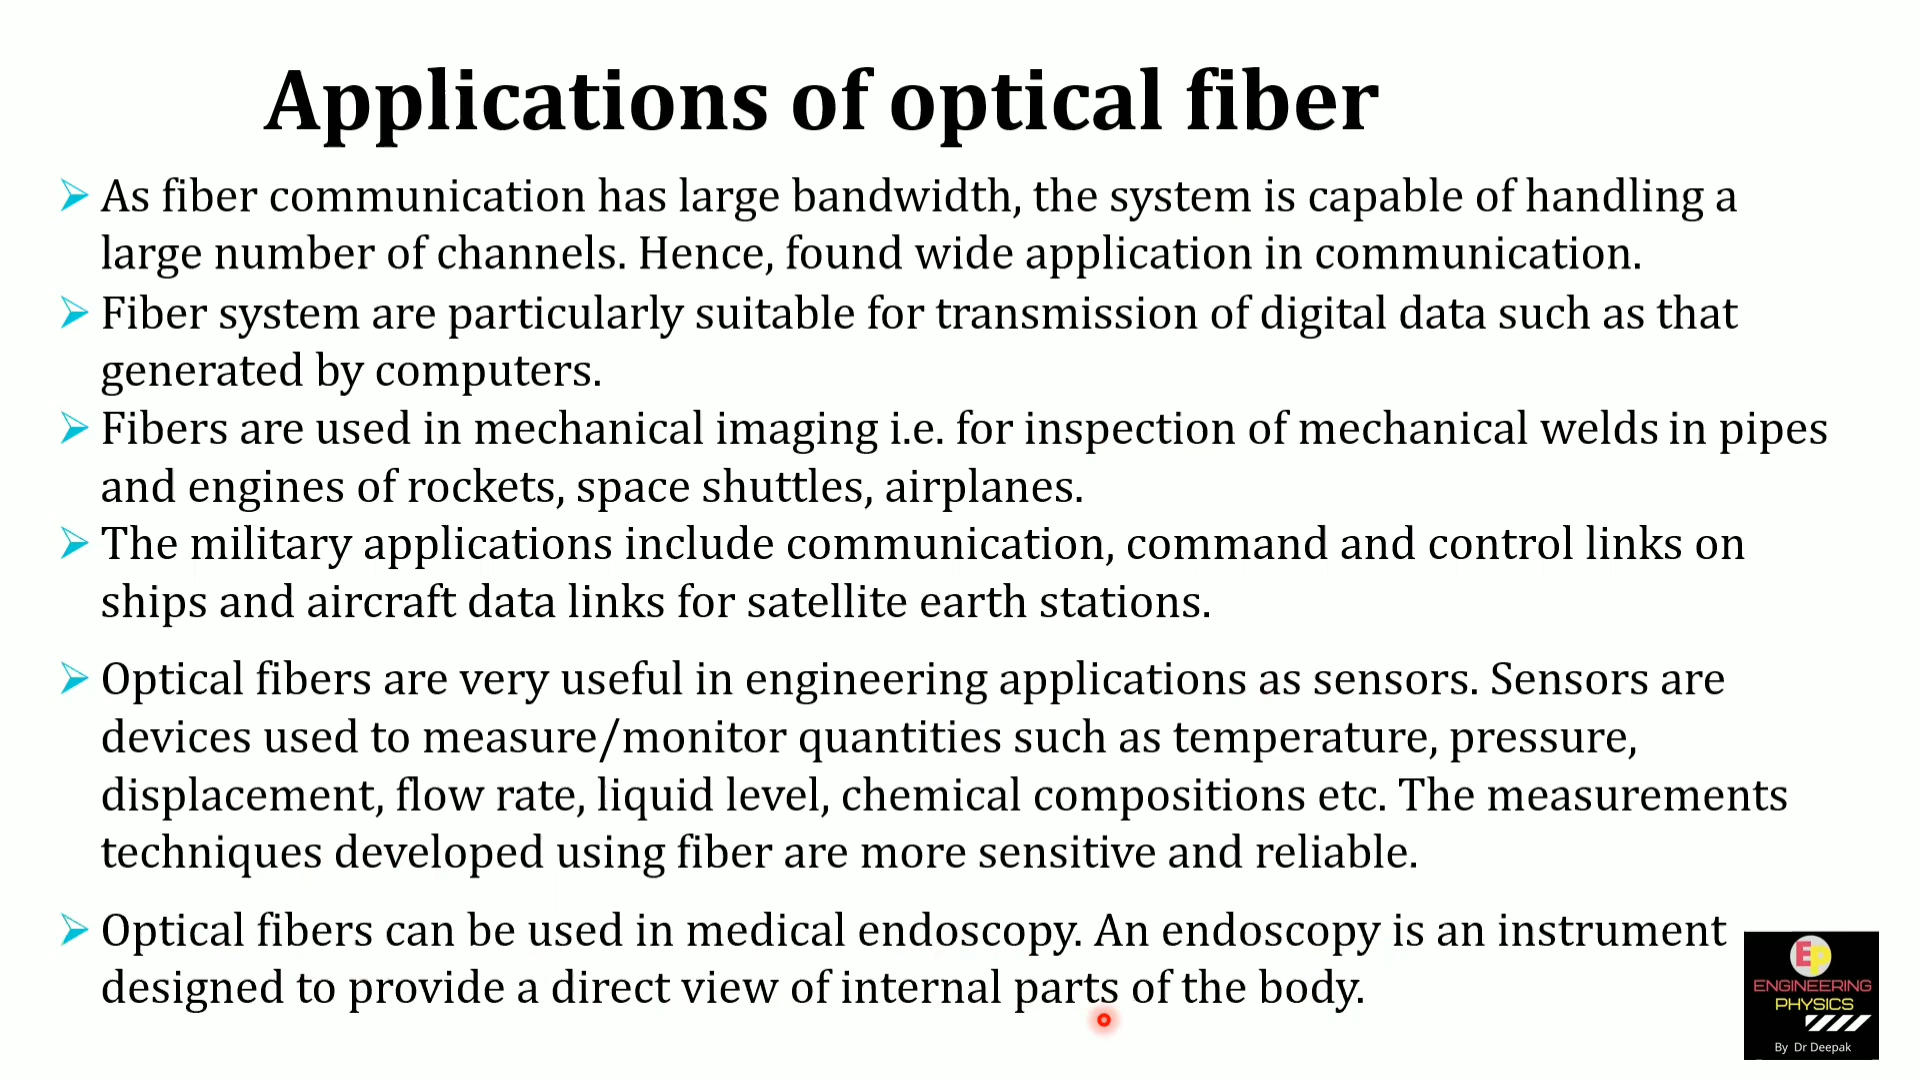 Applications of optical fiber
As fiber communication has large bandwidth, the system is capable of handling a
large number of channels. Hence, found wide application in communication.
Fiber system are particularly suitable for transmission of digital data such as that
generated by computers.
Fibers are used in mechanical imaging i.e. for inspection of mechanical welds in pipes
and engines of rockets, space shuttles, airplanes.
The military applications include communication, command and control links on
ships and aircraft data links for satellite earth stations.
Optical fibers are very useful in engineering applications as sensors. Sensors are
devices used to measure/monitor quantities such as temperature, pressure,
displacement, flow rate, liquid level, chemical compositions etc. The measurements
techniques developed using fiber are more sensitive and reliable.
Optical fibers can be used in medical endoscopy. An endoscopy is an instrument
designed to provide a direct view of internal parts of the body.
EP
ENGINEERING
PHYSICS
By Dr Deepak